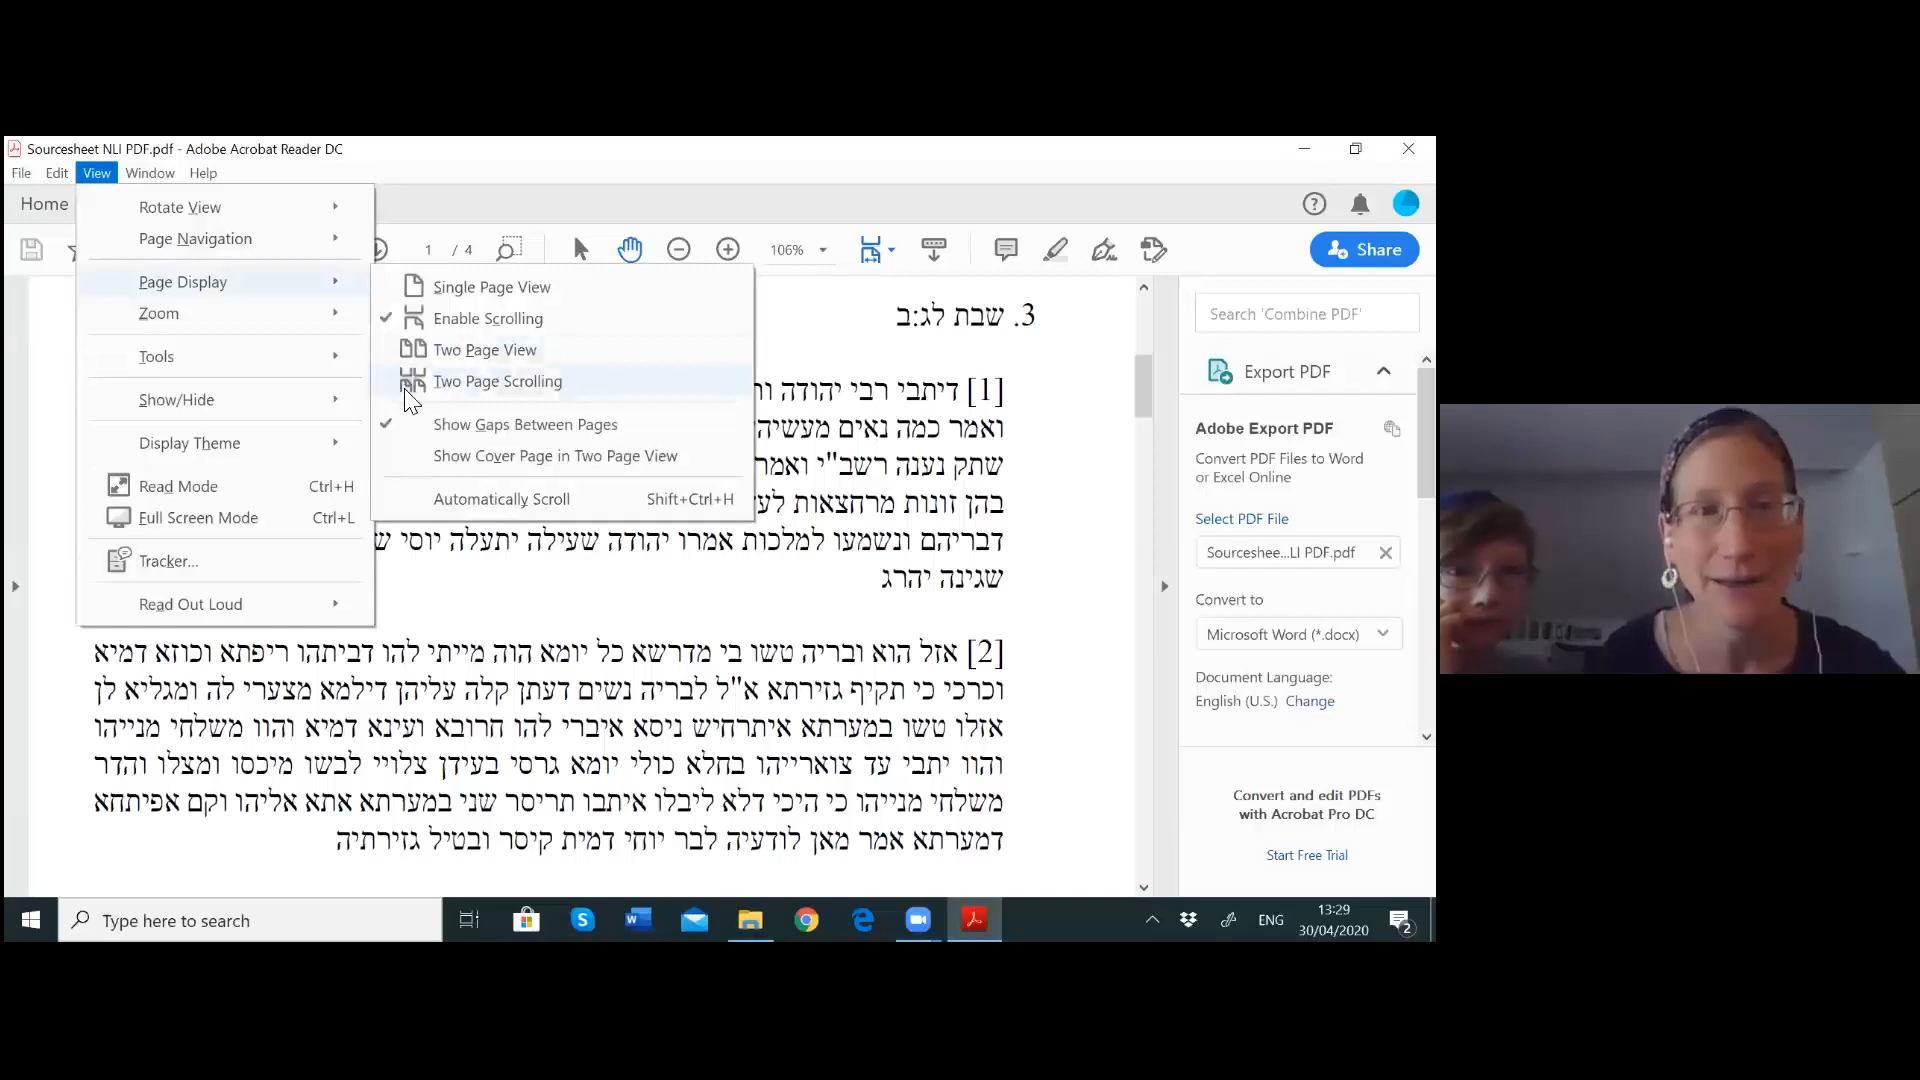 Sourcesheet NLI PDF.pdf - Adobe Acrobat Reader DC
File Edit View Window Help
Home
Rotate View
Page Navigation
Page Display
Zoom
Tools
Show/Hide
Display Theme
Read Mode Ctrl+H
Full Screen Mode Ctrl+L
Tracker...
Read Out Loud
1 / 4
106%
Share
Single Page View
Enable Scrolling
Two Page View
Two Page Scrolling
Show Gaps Between Pages
Show Cover Page in Two Page View
Automatically Scroll Shift+Ctrl+H
3. שבת לג:ב
[1] דיתבי רבי יהודה
ואמר כמה נאים מעשיה
שתק נענה רשב"י ואמר
בהן זונות מרחצאות
דבריהם ונשמעו למלכות אמרו יהודה שעילה יתעלה יוסי
שגינה יהרג
[2] אזל הוא ובריה טשו בי מדרשא כל יומא הוה מייתי להו דביתהו ריפתא וכוזא דמיא
וכרכי כי תקיף גזירתא א"ל לבריה נשים דעתן קלה עליהן דילמא מצערי לה ומגליא לן
אזלו טשו במערתא איתרחיש ניסא איברי להו חרובא ועינא דמיא והוו משלחי מנייהו
והוו יתבי עד צוארייהו בחלא כולי יומא גרסי בעידן צלויי לבשו מיכסו ומצלו והדר
משלחי מנייהו כי היכי דלא ליבלו איתבו תריסר שני במערתא אתא אליהו וקם אפיתחא
דמערתא אמר מאן לודעיה לבר יוחי דמית קיסר ובטיל גזירתיה
Search 'Combine PDF'
Export PDF
Adobe Export PDF
Convert PDF Files to Word
or Excel Online
Select PDF File
Sourceshee...LI PDF.pdf
Convert to
Microsoft Word (*.docx)
Document Language:
English (U.S.) Change
Convert and edit PDFs
with Acrobat Pro DC
Start Free Trial
Type here to search
ENG
13:29
30/04/2020
2